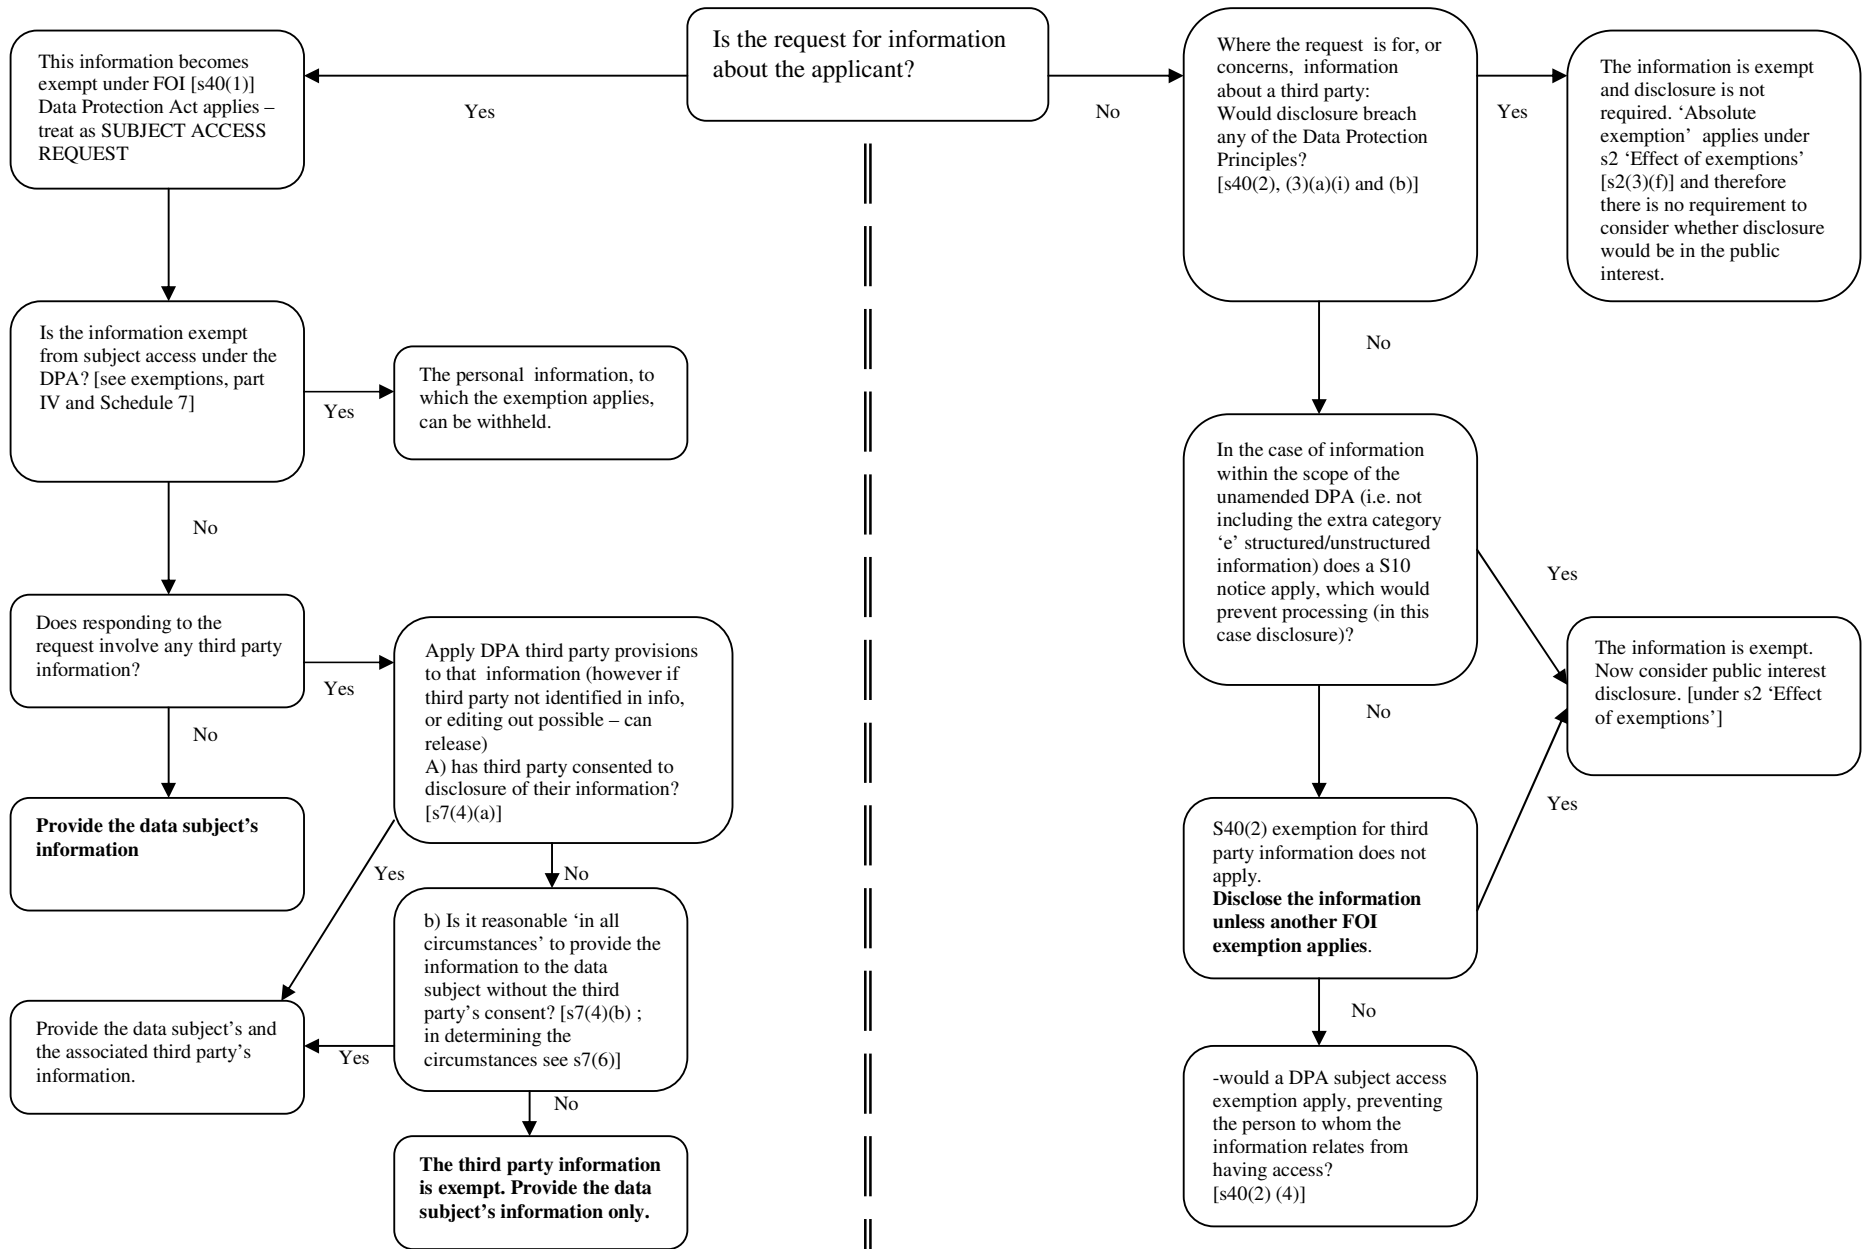 Is the request for information
about the applicant?
Yes
No
This information becomes
exempt under FOI [s40(1)]
Data Protection Act applies –
treat as SUBJECT ACCESS
REQUEST
Is the information exempt
from subject access under the
DPA? [see exemptions, part
IV and Schedule 7]
Yes
The personal information, to
which the exemption applies,
can be withheld.
No
Does responding to the
request involve any third party
information?
Yes
No
Provide the data subject’s
information
Apply DPA third party provisions
to that information (however if
third party not identified in info,
or editing out possible – can
release)
A) has third party consented to
disclosure of their information?
[s7(4)(a)]
Yes
No
b) Is it reasonable ‘in all
circumstances’ to provide the
information to the data
subject without the third
party’s consent? [s7(4)(b) ;
in determining the
circumstances see s7(6)]
Yes
Provide the data subject’s and
the associated third party’s
information.
No
The third party information
is exempt. Provide the data
subject’s information only.
Where the request is for, or
concerns, information
about a third party:
Would disclosure breach
any of the Data Protection
Principles?
[s40(2), (3)(a)(i) and (b)]
Yes
The information is exempt
and disclosure is not
required. ‘Absolute
exemption’ applies under
s2 ‘Effect of exemptions’
[s2(3)(f)] and therefore
there is no requirement to
consider whether disclosure
would be in the public
interest.
No
In the case of information
within the scope of the
unamended DPA (i.e. not
including the extra category
‘e’ structured/unstructured
information) does a S10
notice apply, which would
prevent processing (in this
case disclosure)?
Yes
The information is exempt.
Now consider public interest
disclosure. [under s2 ‘Effect
of exemptions’]
No
Yes
S40(2) exemption for third
party information does not
apply.
Disclose the information
unless another FOI
exemption applies.
No
-would a DPA subject access
exemption apply, preventing
the person to whom the
information relates from
having access?
[s40(2) (4)]